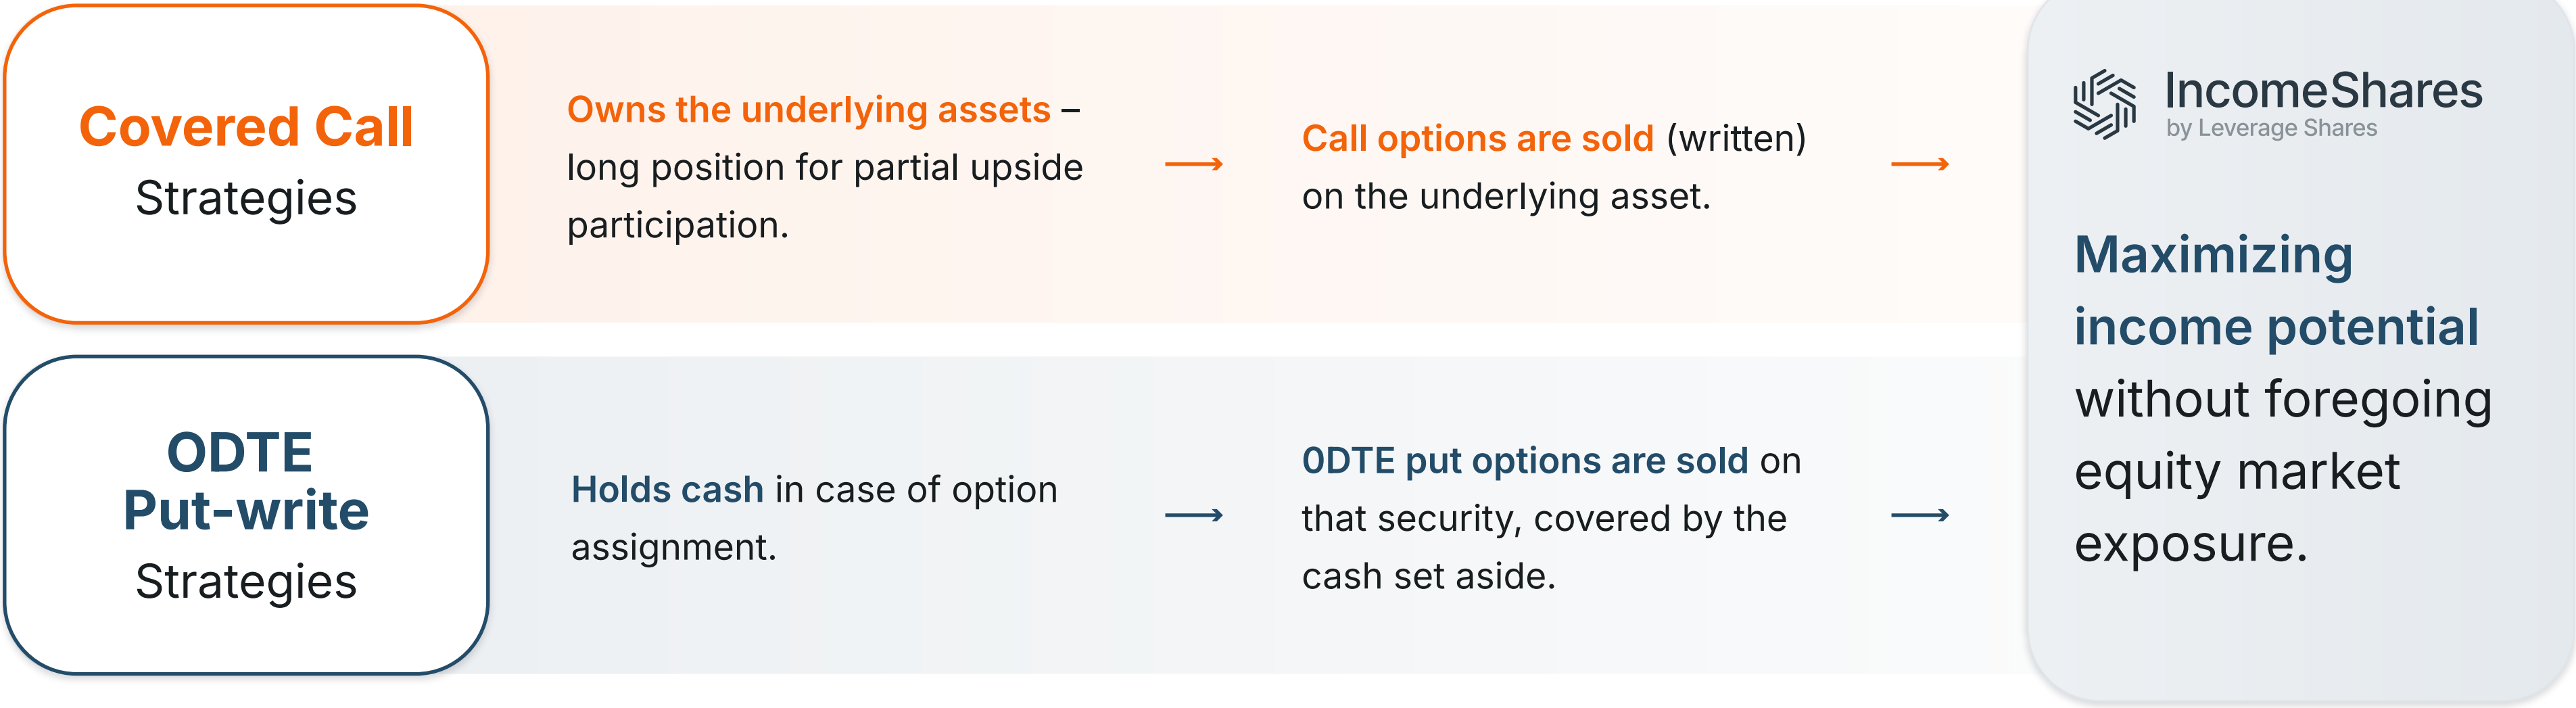 Covered Call
Strategies
Owns the underlying assets –
long position for partial upside
participation.
Call options are sold (written)
on the underlying asset.
ODTE
Put-write
Strategies
Holds cash in case of option
assignment.
0DTE put options are sold on
that security, covered by the
cash set aside.
IncomeShares
by Leverage Shares
Maximizing
income potential
without foregoing
equity market
exposure.